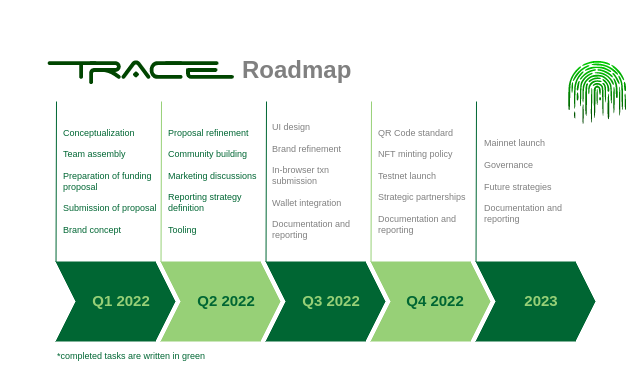 TRACE Roadmap
Conceptualization
Team assembly
Preparation of funding
proposal
Submission of proposal
Brand concept
Proposal refinement
Community building
Marketing discussions
Reporting strategy
definition
Tooling
UI design
Brand refinement
In-browser txn
submission
Wallet integration
Documentation and
reporting
QR Code standard
NFT minting policy
Testnet launch
Strategic partnerships
Documentation and
reporting
Mainnet launch
Governance
Future strategies
Documentation and
reporting
Q1 2022
Q2 2022
Q3 2022
Q4 2022
2023
*completed tasks are written in green